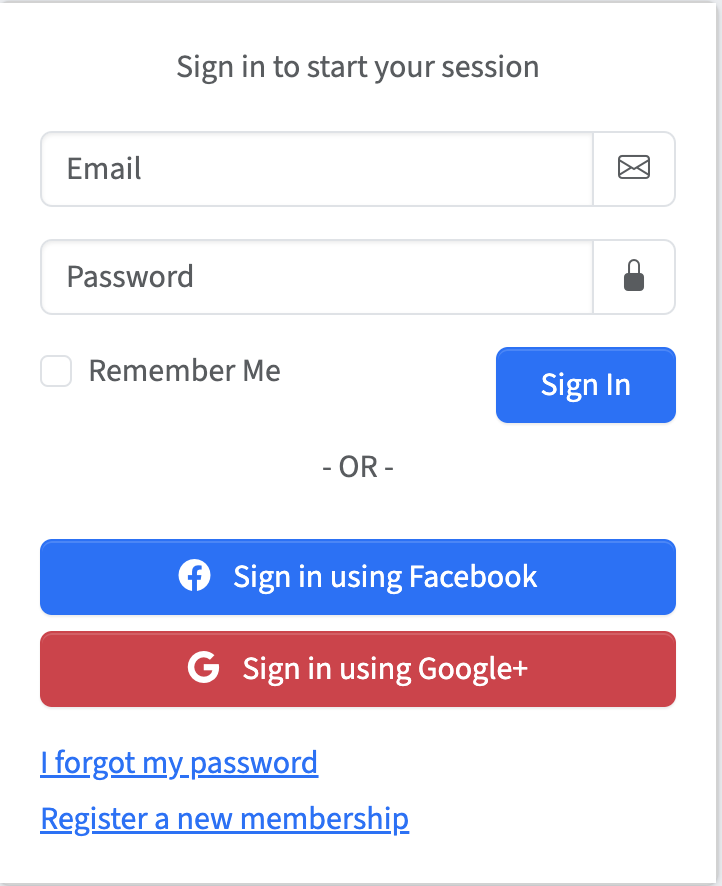 Sign in to start your session
Email
Password
Remember Me
Sign In
- OR -
Sign in using Facebook
Sign in using Google+
I forgot my password
Register a new membership